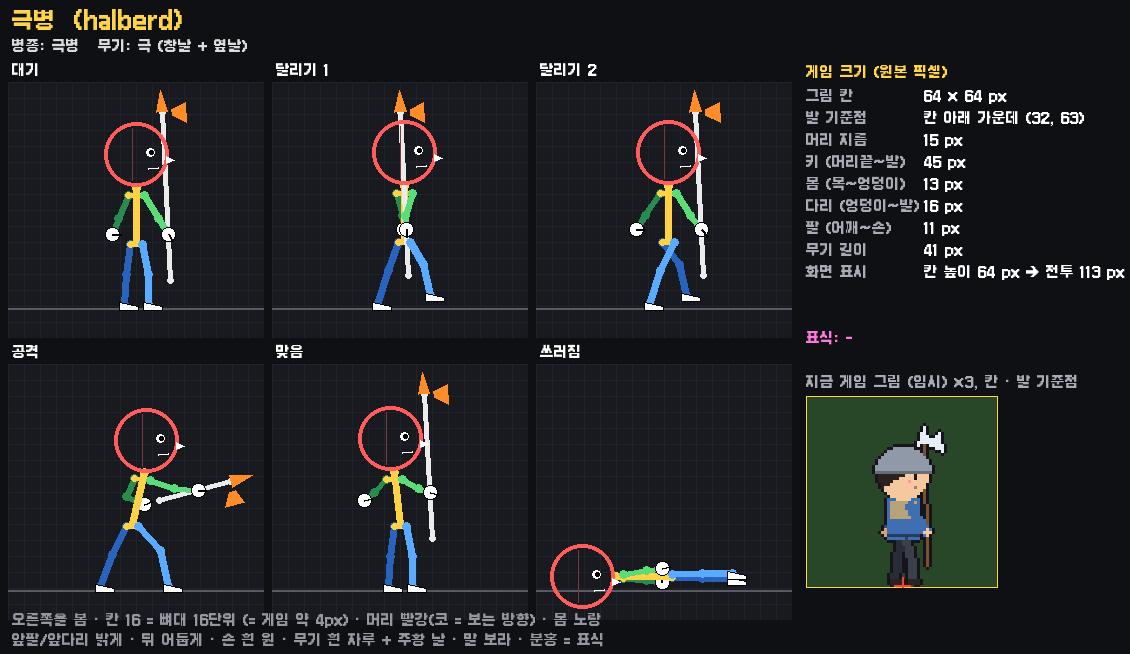 극병 (halberd)
병종: 극병 무기: 극 (창날 + 옆날)
대기
달리기 1
달리기 2
공격
맞음
쓰러짐
게임 크기 (원본 픽셀)
그림 칸 64 × 64 px
발 기준점 칸 아래 가운데 (32, 63)
머리 지름 15 px
키 (머리끝~발) 45 px
몸 (목~엉덩이) 13 px
다리 (엉덩이~발) 16 px
팔 (어깨~손) 11 px
무기 길이 41 px
화면 표시 칸 높이 64 px → 전투 113 px
표식: -
지금 게임 그림 (임시) ×3, 칸 · 발 기준점
오른쪽을 봄 · 칸 16 = 뼈대 16단위 (= 게임 약 4px) · 머리 빨강(코 = 보는 방향) · 몸 노랑
앞팔/앞다리 밝게 · 뒤 어둡게 · 손 흰 원 · 무기 흰 자루 + 주황 날 · 말 보라 · 분홍 = 표식